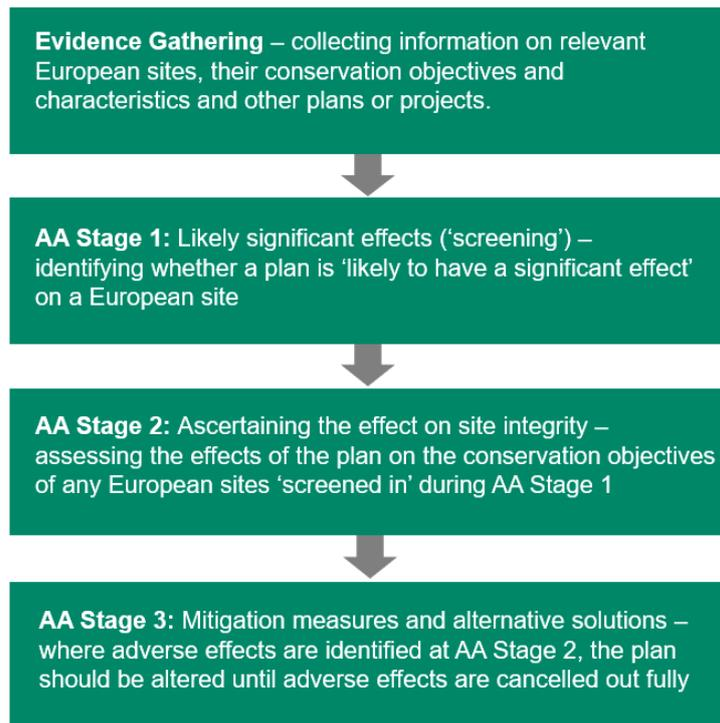 Evidence Gathering – collecting information on relevant
European sites, their conservation objectives and
characteristics and other plans or projects.
AA Stage 1: Likely significant effects (‘screening’) –
identifying whether a plan is ‘likely to have a significant effect’
on a European site
AA Stage 2: Ascertaining the effect on site integrity –
assessing the effects of the plan on the conservation objectives
of any European sites ‘screened in’ during AA Stage 1
AA Stage 3: Mitigation measures and alternative solutions –
where adverse effects are identified at AA Stage 2, the plan
should be altered until adverse effects are cancelled out fully